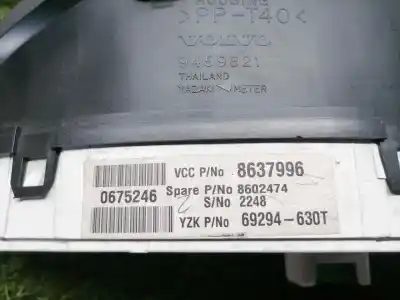 HOUSING
>PP-T40<
VOLVO
9459821
THAILAND
YAZAKI METER
VCC P/No 8637996
0675246
Spare P/No 8602474
S/No 2248
YZK P/No 69294-630T